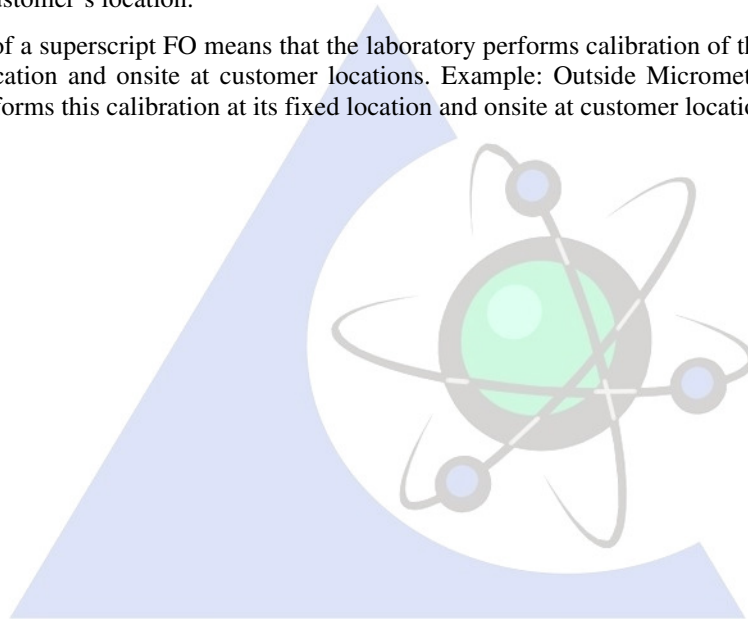 ustomer's location.
of a superscript FO means that the laboratory performs calibration of th
cation and onsite at customer locations. Example: Outside Micromet
forms this calibration at its fixed location and onsite at customer locatio